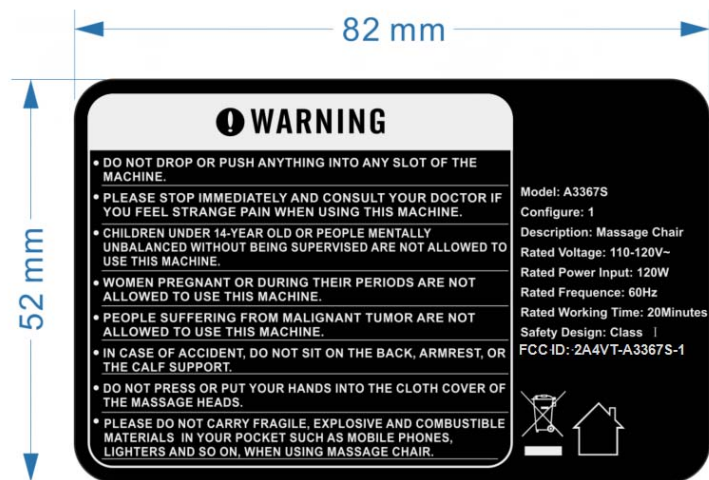 82 mm
52 mm
WARNING
• DO NOT DROP OR PUSH ANYTHING INTO ANY SLOT OF THE
MACHINE.
• PLEASE STOP IMMEDIATELY AND CONSULT YOUR DOCTOR IF
YOU FEEL STRANGE PAIN WHEN USING THIS MACHINE.
• CHILDREN UNDER 14-YEAR OLD OR PEOPLE MENTALLY
UNBALANCED WITHOUT BEING SUPERVISED ARE NOT ALLOWED TO
USE THIS MACHINE.
• WOMEN PREGNANT OR DURING THEIR PERIODS ARE NOT
ALLOWED TO USE THIS MACHINE.
• PEOPLE SUFFERING FROM MALIGNANT TUMOR ARE NOT
ALLOWED TO USE THIS MACHINE.
• IN CASE OF ACCIDENT, DO NOT SIT ON THE BACK, ARMREST, OR
THE CALF SUPPORT.
• DO NOT PRESS OR PUT YOUR HANDS INTO THE CLOTH COVER OF
THE MASSAGE HEADS.
• PLEASE DO NOT CARRY FRAGILE, EXPLOSIVE AND COMBUSTIBLE
MATERIALS IN YOUR POCKET SUCH AS MOBILE PHONES,
LIGHTERS AND SO ON, WHEN USING MASSAGE CHAIR.
Model: A3367S
Configure: 1
Description: Massage Chair
Rated Voltage: 110-120V~
Rated Power Input: 120W
Rated Frequence: 60Hz
Rated Working Time: 20Minutes
Safety Design: Class I
FCC ID: 2A4VT-A3367S-1